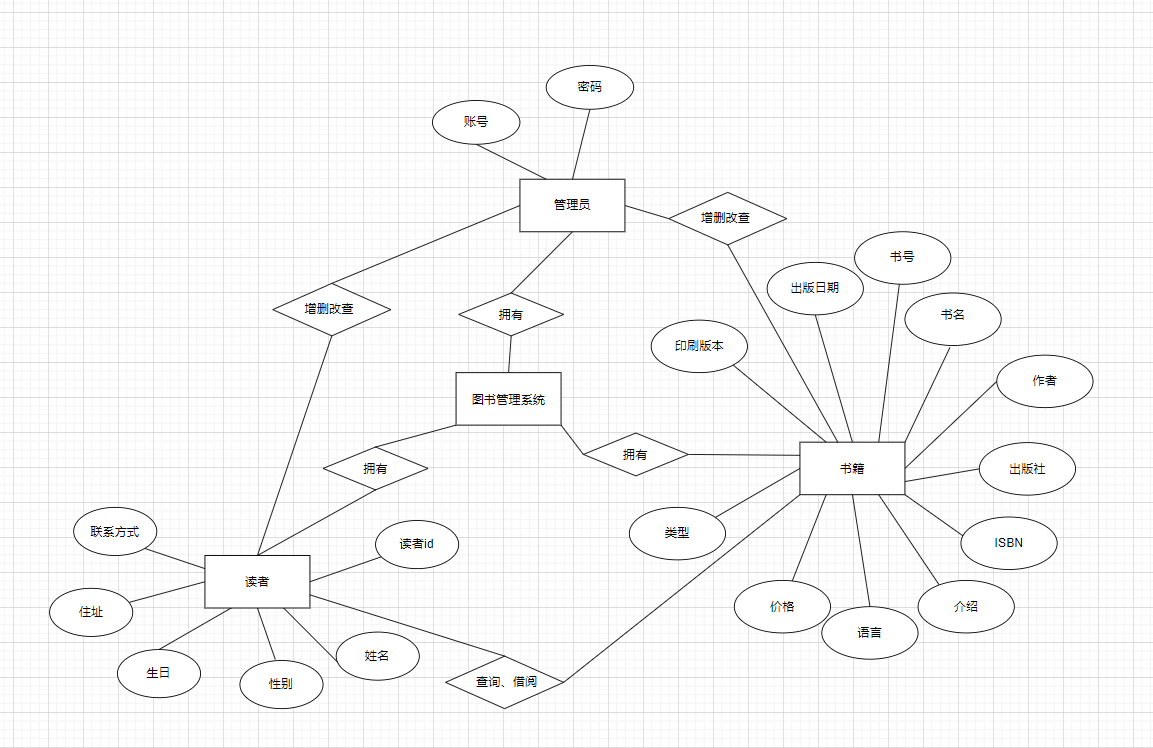 密码
账号
管理员
增删改查
书号
出版日期
增删改查
拥有
书名
印刷版本
作者
图书管理系统
拥有
拥有
书籍
出版社
类型
联系方式
读者id
ISBN
读者
住址
价格
介绍
语言
姓名
生日
性别
查询、借阅